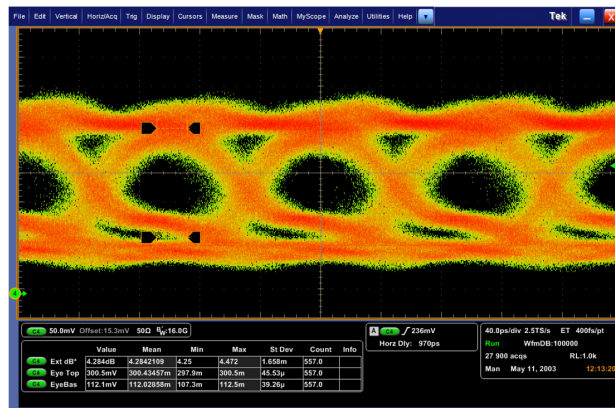 File Edit Vertical Horiz/Acq Trig Display Cursors Measure Mask Math MyScope Analyze Utilities Help Tek X
C4 50.0mV Offset:15.3mV 50Ω BW:16.0G
A C4 236mV
Horz Dly: 970ps
40.0ps/div 2.5TS/s ET 400fs/pt
Run WfmDB:100000
27 900 acqs RL:1.0k
Man May 11, 2003 12:13:20
Value Mean Min Max St Dev Count Info
C4 Ext dB* 4.284dB 4.2842109 4.25 4.472 1.658m 557.0
C4 Eye Top 300.5mV 300.43457m 297.9m 300.5m 45.53µ 557.0
C4 EyeBas 112.1mV 112.02858m 107.3m 112.5m 39.26µ 557.0